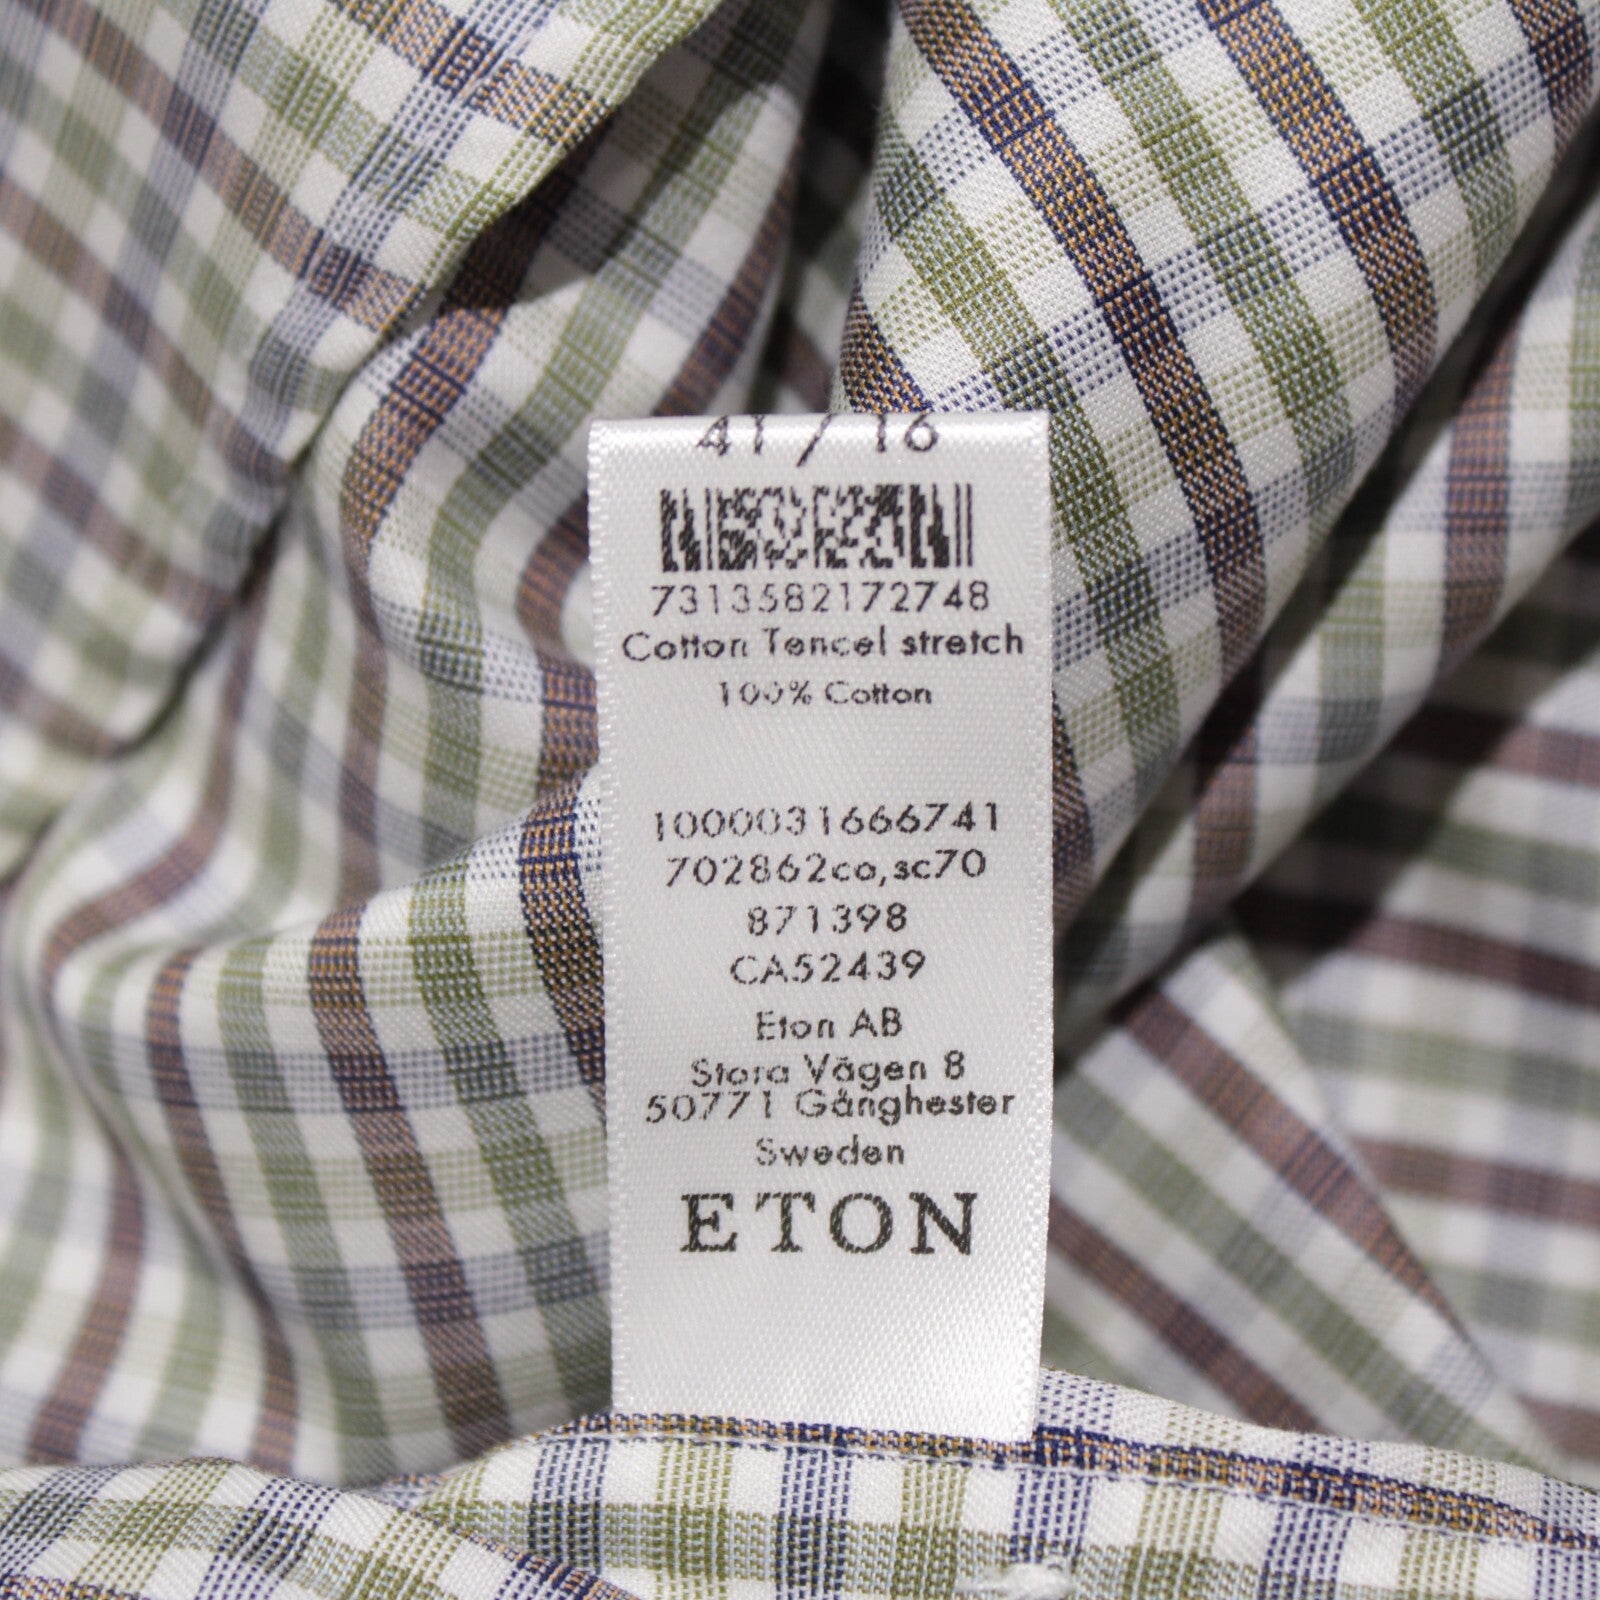 41 / 16
7313582172748
Cotton Tencel stretch
100% Cotton
1000031666741
702862co,sc70
871398
CA52439
Eton AB
Stora Vägen 8
50771 Gånghester
Sweden
ETON